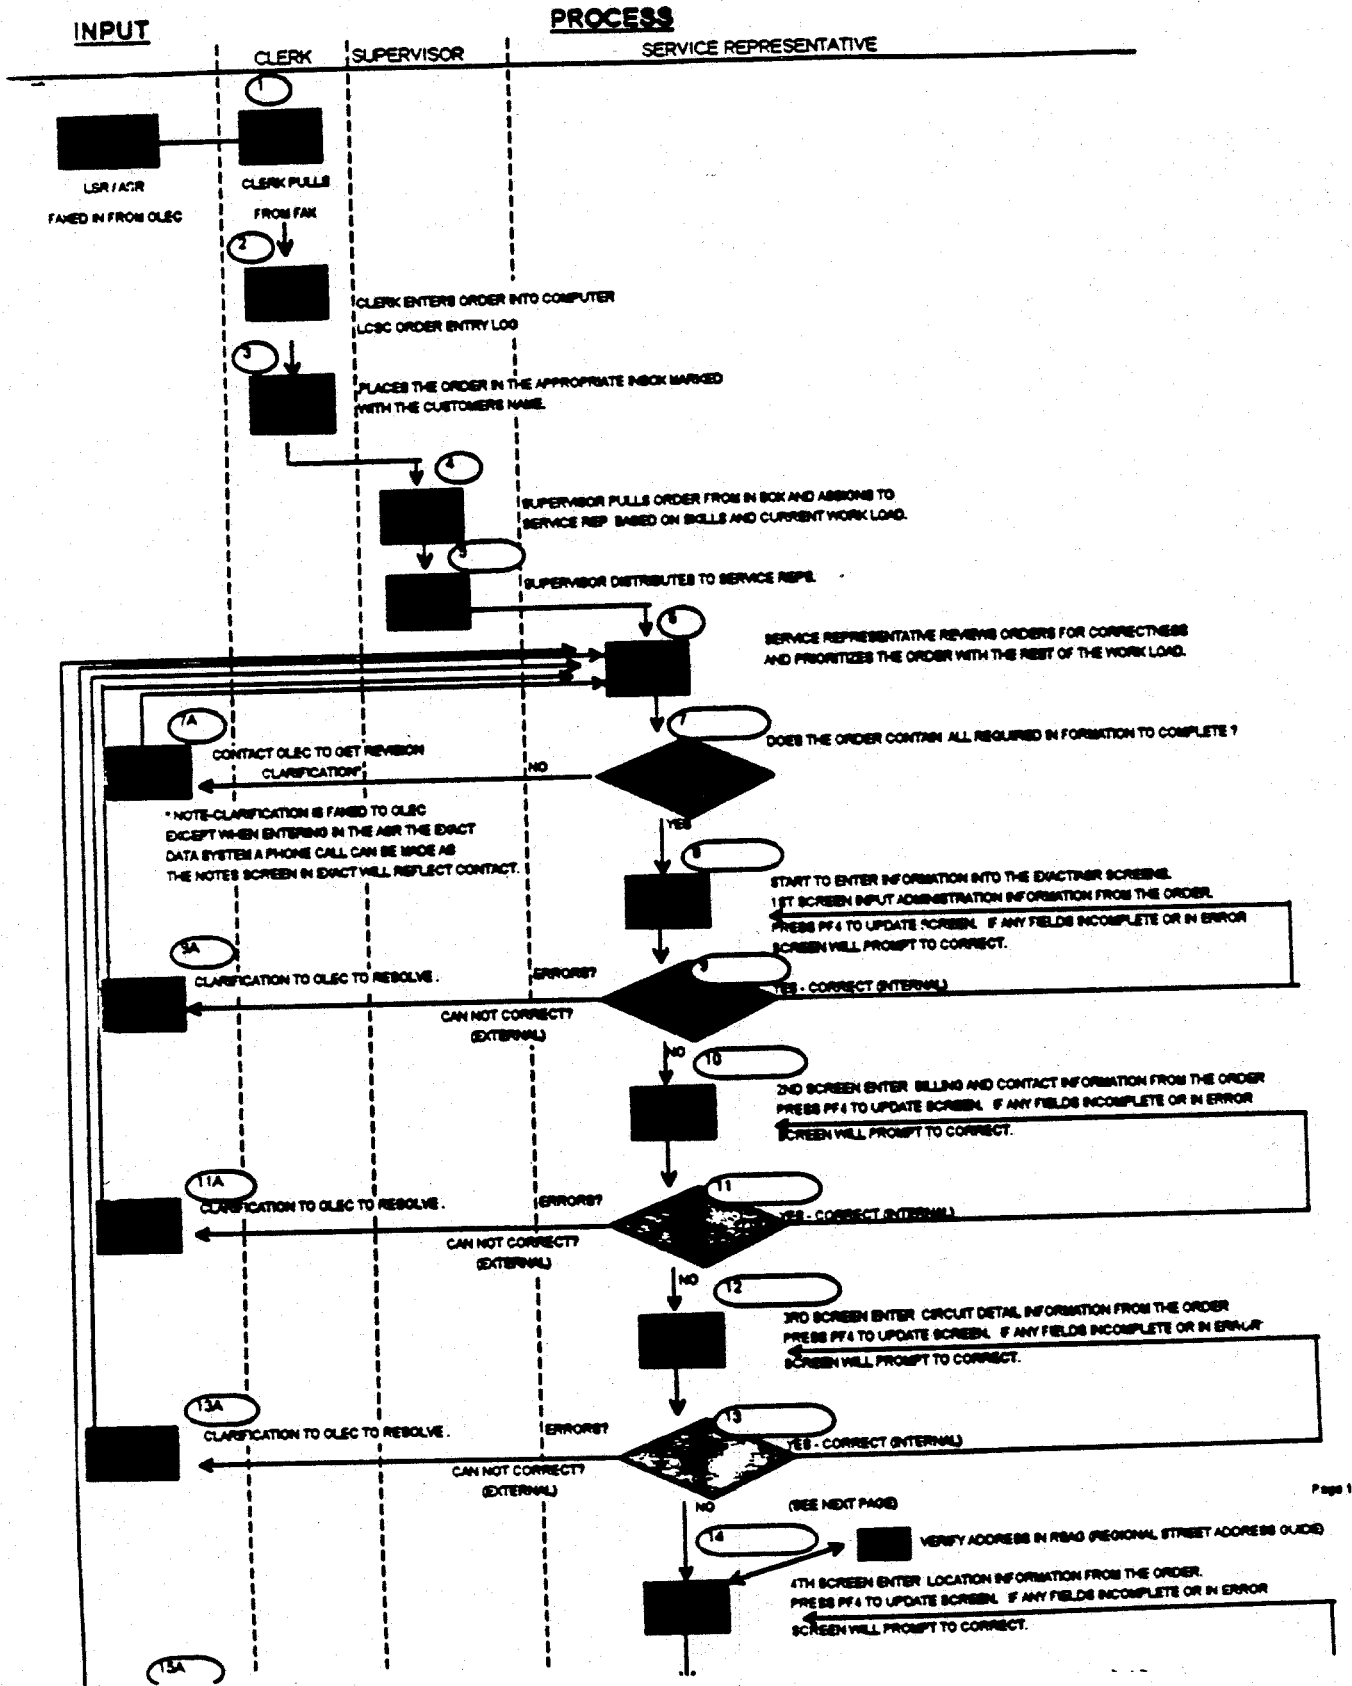 INPUT
PROCESS
CLERK
SUPERVISOR
SERVICE REPRESENTATIVE
1
LSR / ASR
FAXED IN FROM OLEC
CLERK PULLS
FROM FAX
2
CLERK ENTERS ORDER INTO COMPUTER
LCSC ORDER ENTRY LOG
3
PLACES THE ORDER IN THE APPROPRIATE INBOX MARKED
WITH THE CUSTOMERS NAME.
4
SUPERVISOR PULLS ORDER FROM IN BOX AND ASSIGNS TO
SERVICE REP BASED ON SKILLS AND CURRENT WORK LOAD.
5
SUPERVISOR DISTRIBUTES TO SERVICE REPS.
6
SERVICE REPRESENTATIVE REVIEWS ORDERS FOR CORRECTNESS
AND PRIORITIZES THE ORDER WITH THE REST OF THE WORK LOAD.
7A
CONTACT OLEC TO GET REVISION
CLARIFICATION*
NO
7
DOES THE ORDER CONTAIN ALL REQUIRED IN FORMATION TO COMPLETE ?
* NOTE-CLARIFICATION IS FAXED TO OLEC
EXCEPT WHEN ENTERING IN THE ASR THE EXACT
DATA SYSTEM A PHONE CALL CAN BE MADE AS
THE NOTES SCREEN IN EXACT WILL REFLECT CONTACT.
YES
8
START TO ENTER INFORMATION INTO THE EXACT/ASR SCREENS.
1ST SCREEN INPUT ADMINISTRATION INFORMATION FROM THE ORDER.
PRESS PF4 TO UPDATE SCREEN. IF ANY FIELDS INCOMPLETE OR IN ERROR
SCREEN WILL PROMPT TO CORRECT.
9A
CLARIFICATION TO OLEC TO RESOLVE .
ERRORS?
9
YES - CORRECT (INTERNAL)
CAN NOT CORRECT?
(EXTERNAL)
NO
10
2ND SCREEN ENTER BILLING AND CONTACT INFORMATION FROM THE ORDER
PRESS PF4 TO UPDATE SCREEN. IF ANY FIELDS INCOMPLETE OR IN ERROR
SCREEN WILL PROMPT TO CORRECT.
11A
CLARIFICATION TO OLEC TO RESOLVE .
ERRORS?
11
YES - CORRECT (INTERNAL)
CAN NOT CORRECT?
(EXTERNAL)
NO
12
3RD SCREEN ENTER CIRCUIT DETAIL INFORMATION FROM THE ORDER
PRESS PF4 TO UPDATE SCREEN. IF ANY FIELDS INCOMPLETE OR IN ERROR
SCREEN WILL PROMPT TO CORRECT.
13A
CLARIFICATION TO OLEC TO RESOLVE .
ERRORS?
13
YES - CORRECT (INTERNAL)
CAN NOT CORRECT?
(EXTERNAL)
NO
(SEE NEXT PAGE)
Page 1
14
VERIFY ADDRESS IN RSAG (REGIONAL STREET ADDRESS GUIDE)
4TH SCREEN ENTER LOCATION INFORMATION FROM THE ORDER.
PRESS PF4 TO UPDATE SCREEN. IF ANY FIELDS INCOMPLETE OR IN ERROR
SCREEN WILL PROMPT TO CORRECT.
15A